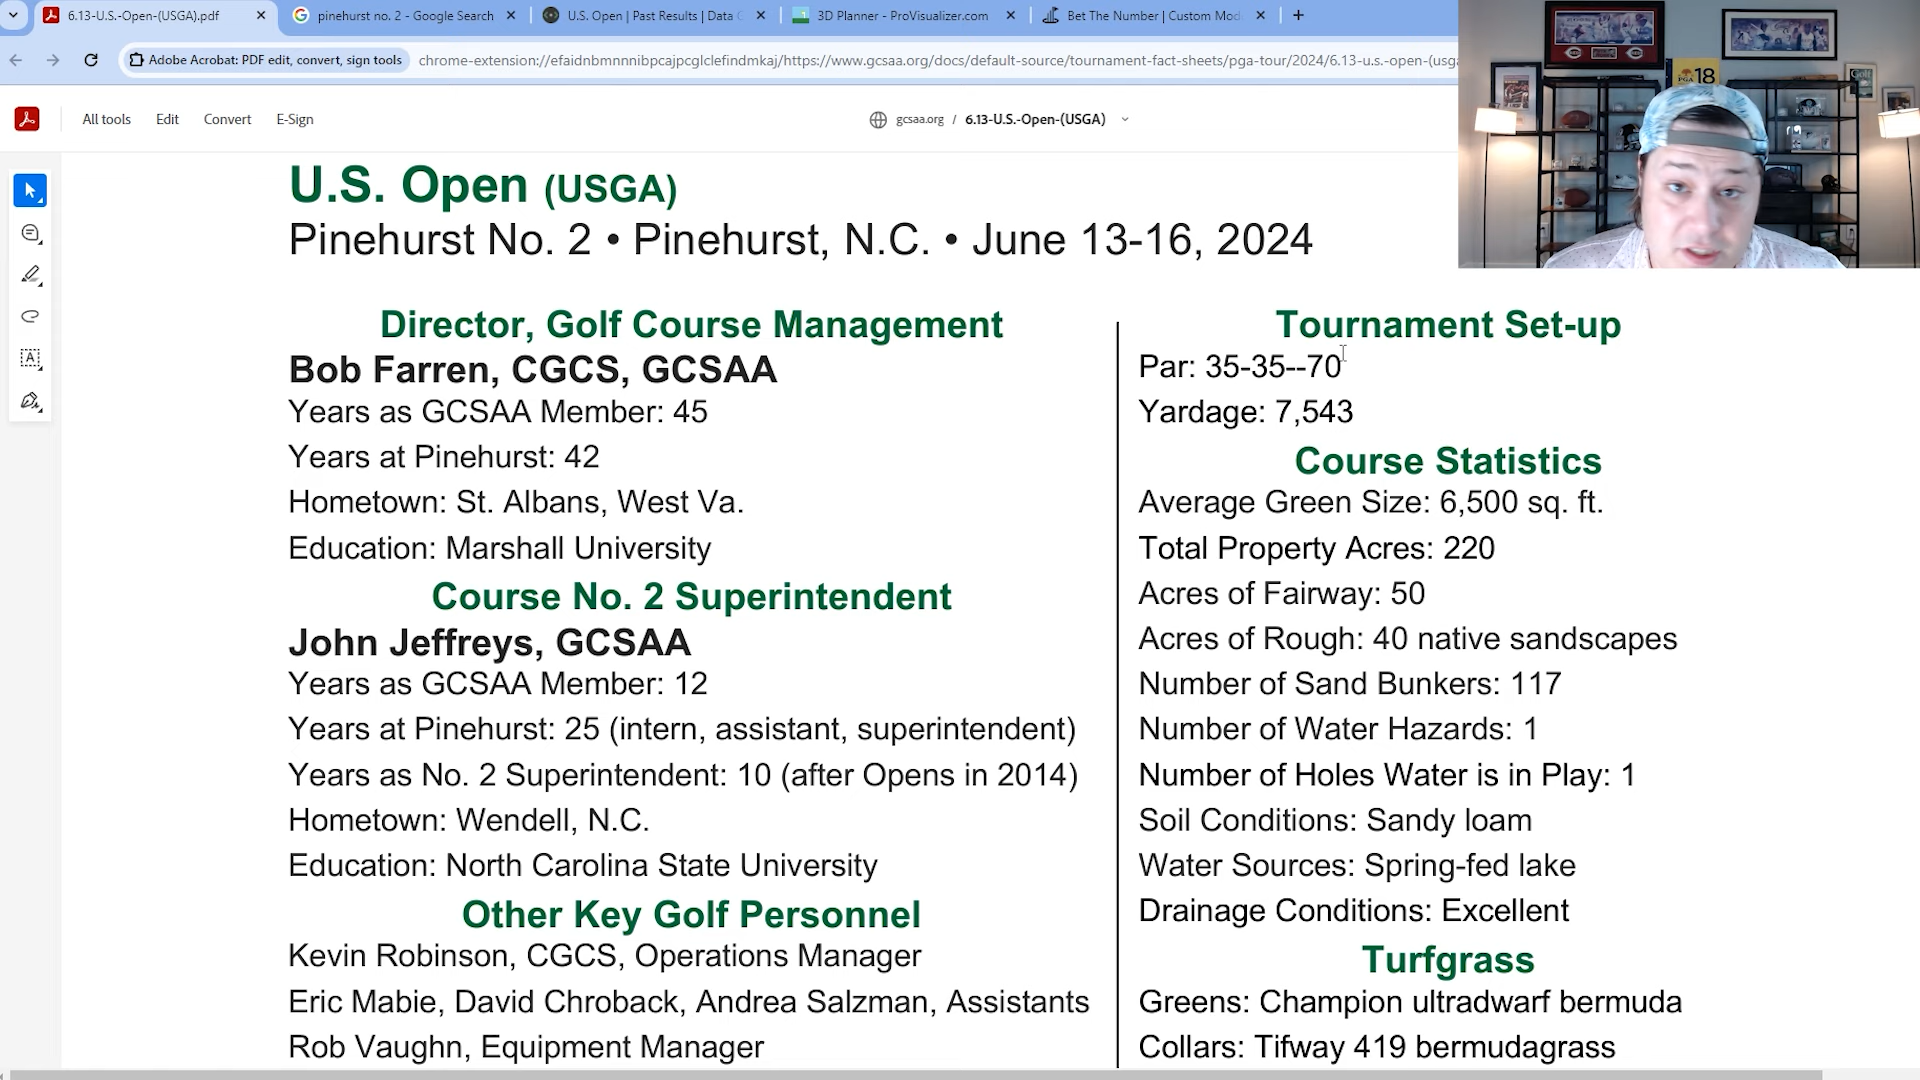 6.13-U.S.-Open-(USGA).pdf
pinehurst no. 2 - Google Search
U.S. Open | Past Results | Data G
3D Planner - ProVisualizer.com
Bet The Number | Custom Mod
Adobe Acrobat: PDF edit, convert, sign tools
chrome-extension://efaidnbmnnnibpcajpcglclefindmkaj/https://www.gcsaa.org/docs/default-source/tournament-fact-sheets/pga-tour/2024/6.13-u.s.-open-(usga
PGA 18
Golf
All tools
Edit
Convert
E-Sign
gcsaa.org / 6.13-U.S.-Open-(USGA)
U.S. Open (USGA)
Pinehurst No. 2 • Pinehurst, N.C. • June 13-16, 2024
Director, Golf Course Management
Bob Farren, CGCS, GCSAA
Years as GCSAA Member: 45
Years at Pinehurst: 42
Hometown: St. Albans, West Va.
Education: Marshall University
Course No. 2 Superintendent
John Jeffreys, GCSAA
Years as GCSAA Member: 12
Years at Pinehurst: 25 (intern, assistant, superintendent)
Years as No. 2 Superintendent: 10 (after Opens in 2014)
Hometown: Wendell, N.C.
Education: North Carolina State University
Other Key Golf Personnel
Kevin Robinson, CGCS, Operations Manager
Eric Mabie, David Chroback, Andrea Salzman, Assistants
Rob Vaughn, Equipment Manager
Tournament Set-up
Par: 35-35--70
Yardage: 7,543
Course Statistics
Average Green Size: 6,500 sq. ft.
Total Property Acres: 220
Acres of Fairway: 50
Acres of Rough: 40 native sandscapes
Number of Sand Bunkers: 117
Number of Water Hazards: 1
Number of Holes Water is in Play: 1
Soil Conditions: Sandy loam
Water Sources: Spring-fed lake
Drainage Conditions: Excellent
Turfgrass
Greens: Champion ultradwarf bermuda
Collars: Tifway 419 bermudagrass